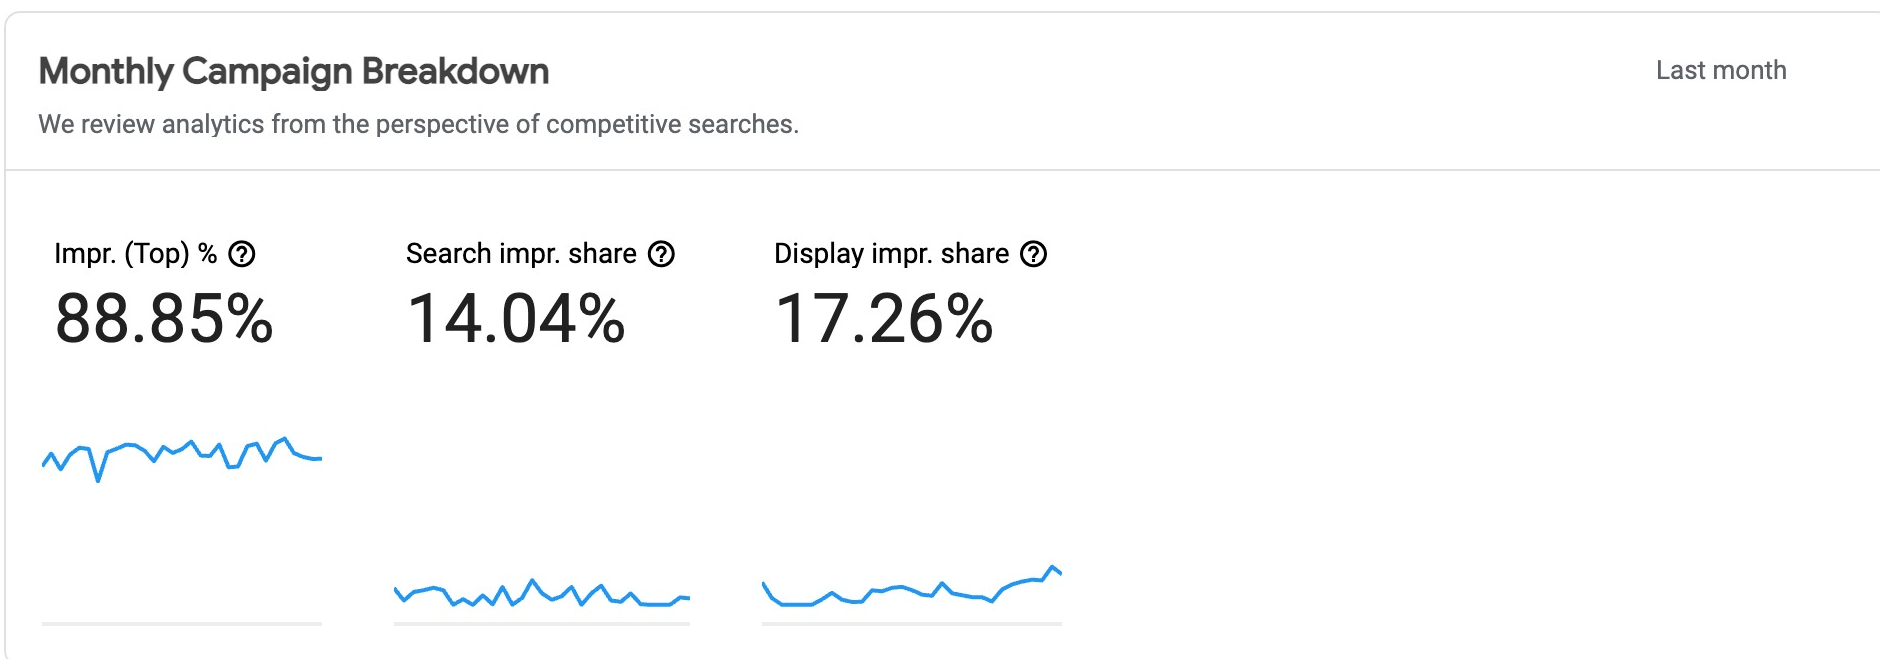 Monthly Campaign Breakdown
Last month
We review analytics from the perspective of competitive searches.
Impr. (Top) %
88.85%
Search impr. share
14.04%
Display impr. share
17.26%